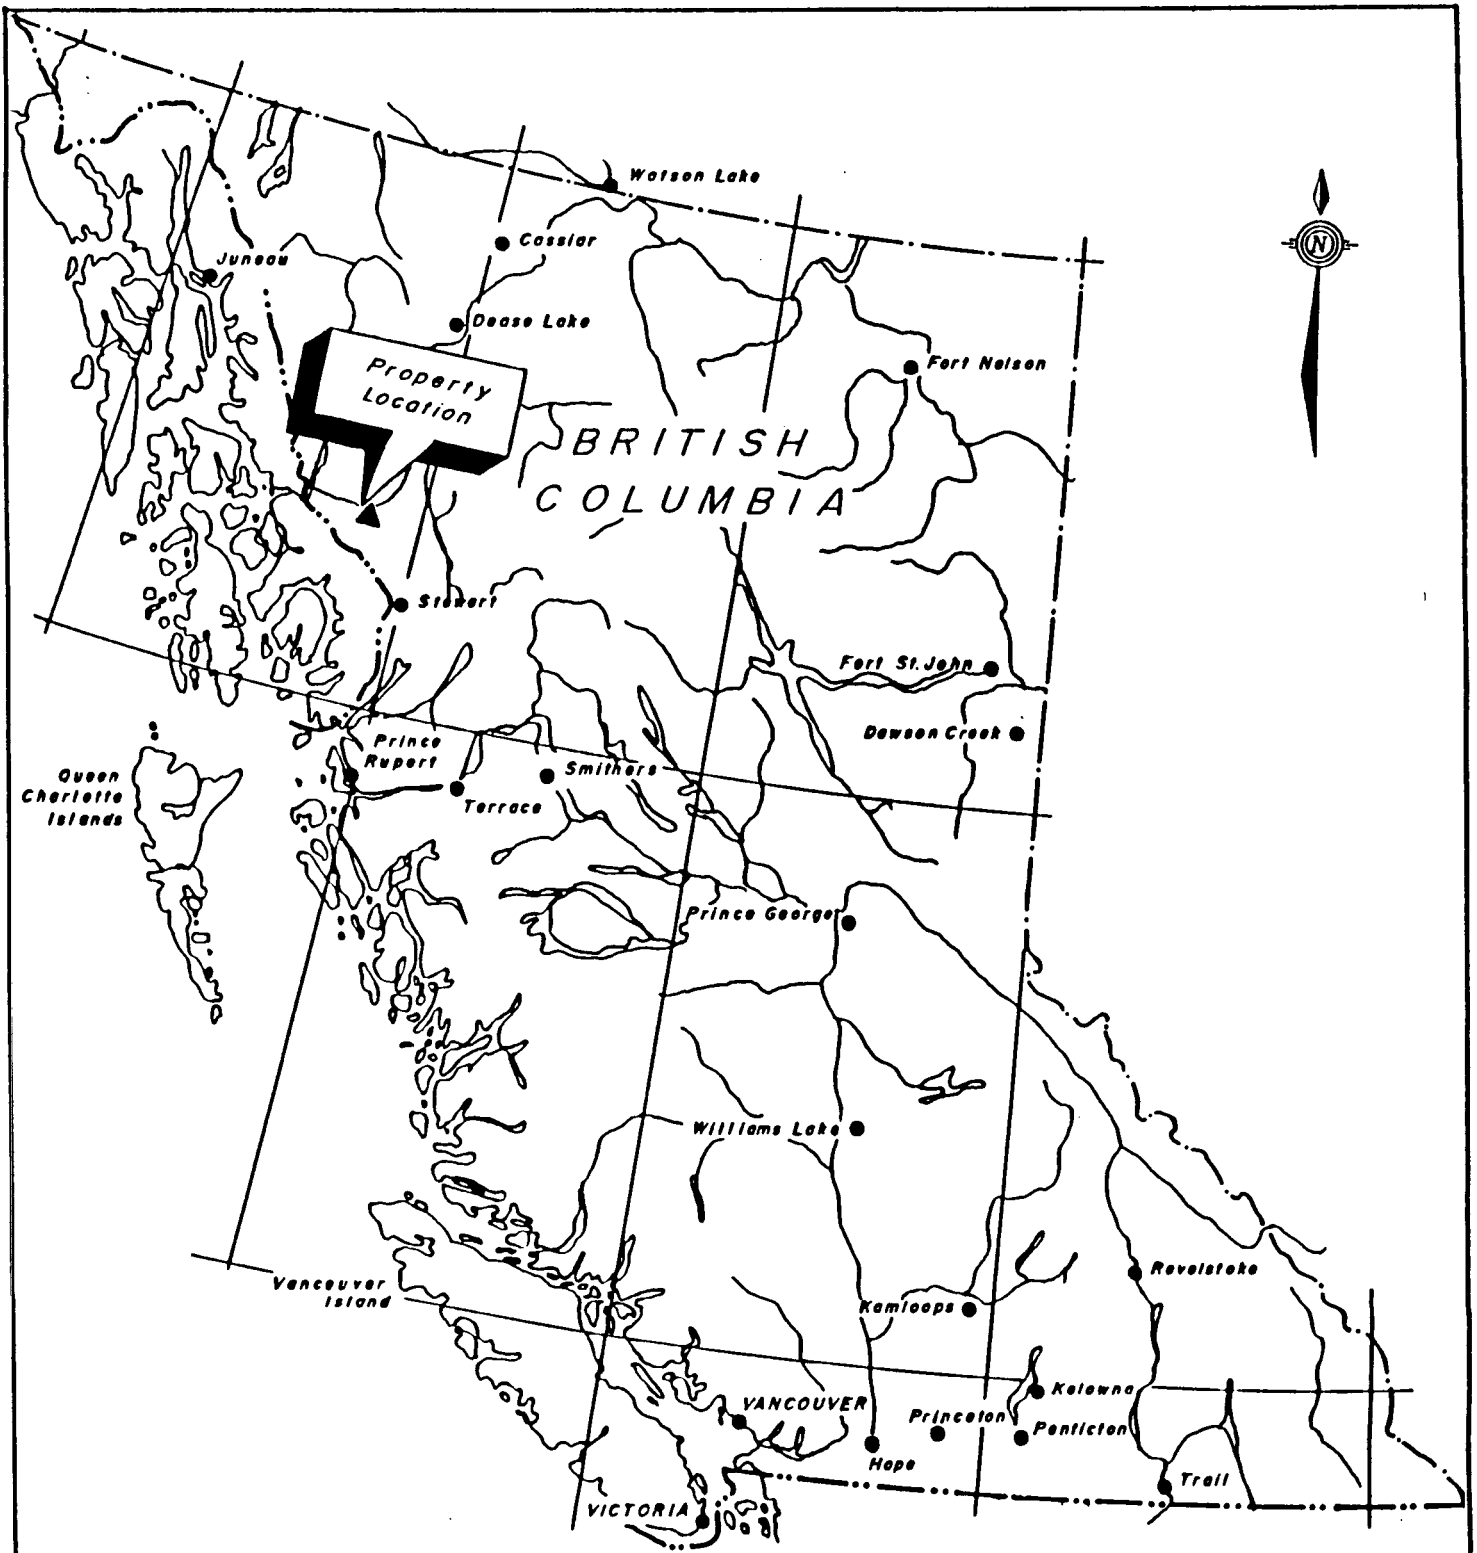 Watson Lake
Cassiar
Juneau
N
Dease Lake
Fort Nelson
Property
Location
BRITISH
COLUMBIA
Stewart
Fort St. John
Dawson Creek
Prince
Rupert
Smithers
Terrace
Queen
Charlotte
Islands
Prince George
Williams Lake
Revelstoke
Vancouver
Island
Kamloops
Kelowna
VANCOUVER
Princeton
Penticton
Hope
Trail
VICTORIA